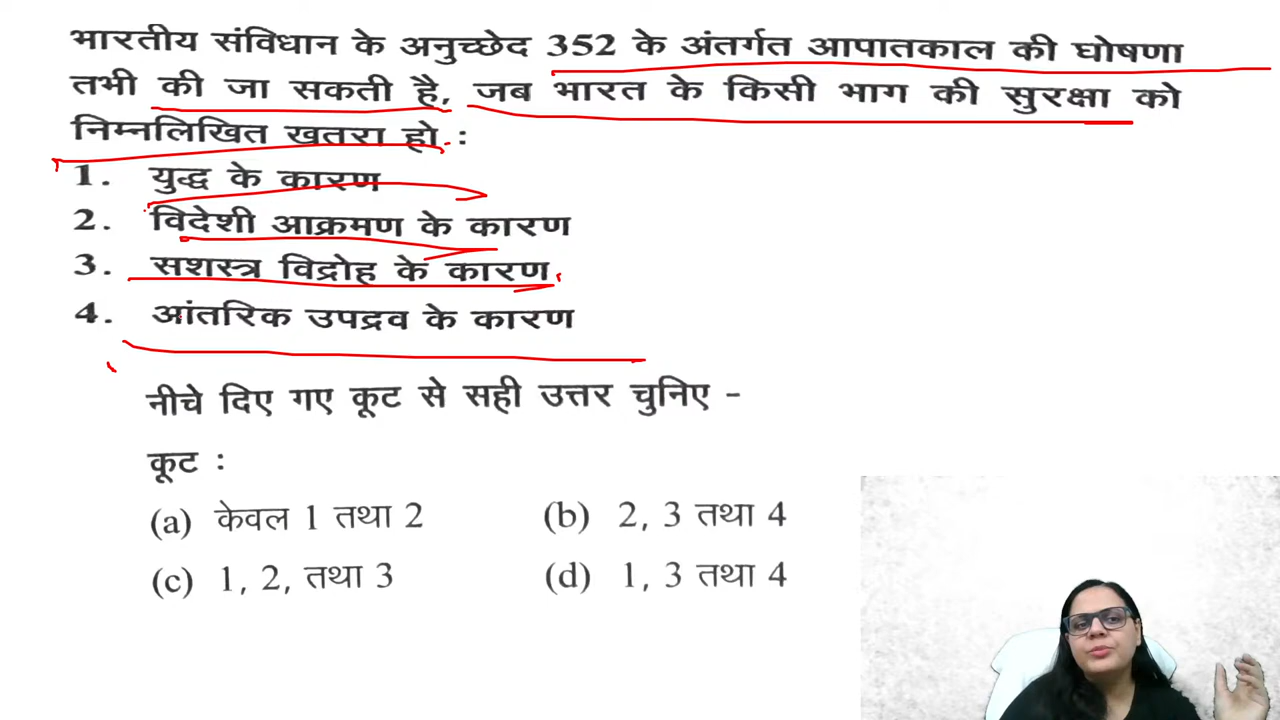 भारतीय संविधान के अनुच्छेद 352 के अंतर्गत आपातकाल की घोषणा
तभी की जा सकती है, जब भारत के किसी भाग की सुरक्षा को
निम्नलिखित खतरा हो :
1. युद्ध के कारण
2. विदेशी आक्रमण के कारण
3. सशस्त्र विद्रोह के कारण
4. आंतरिक उपद्रव के कारण
नीचे दिए गए कूट से सही उत्तर चुनिए -
कूट :
(a) केवल 1 तथा 2 (b) 2, 3 तथा 4
(c) 1, 2, तथा 3 (d) 1, 3 तथा 4